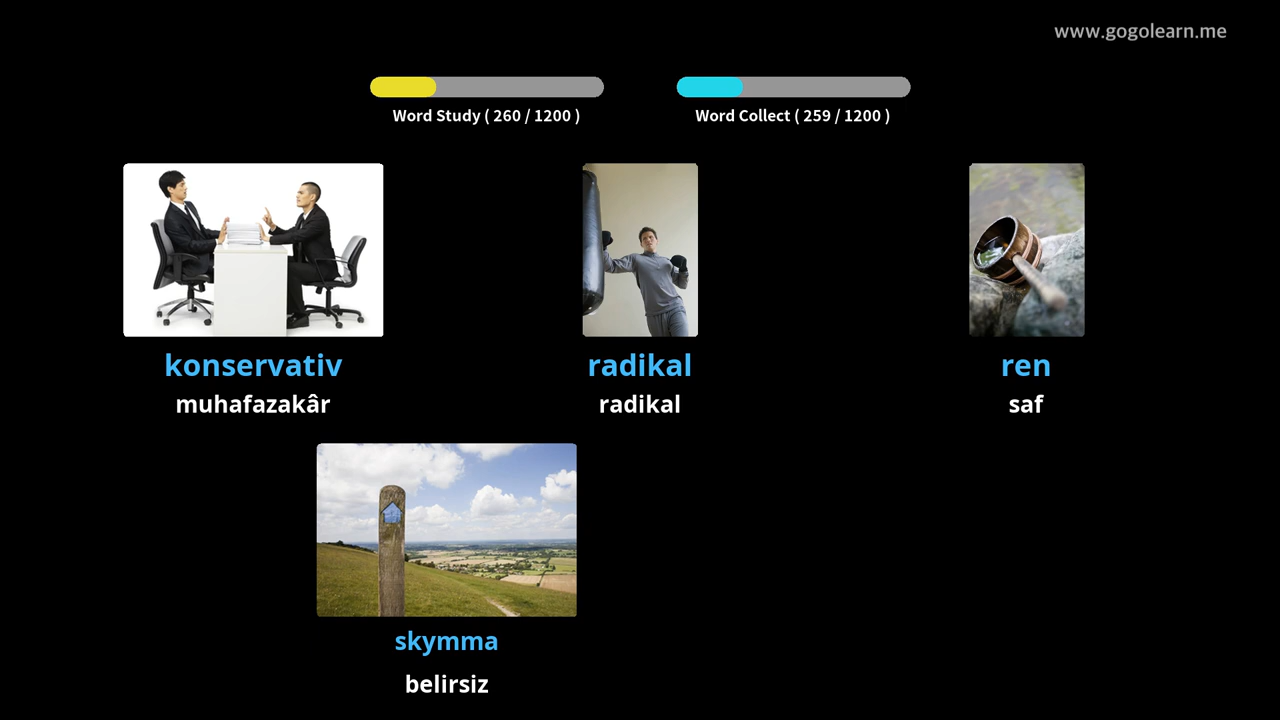 www.gogolearn.me
Word Study ( 260 / 1200 )
Word Collect ( 259 / 1200 )
konservativ
muhafazakâr
radikal
radikal
ren
saf
skymma
belirsiz